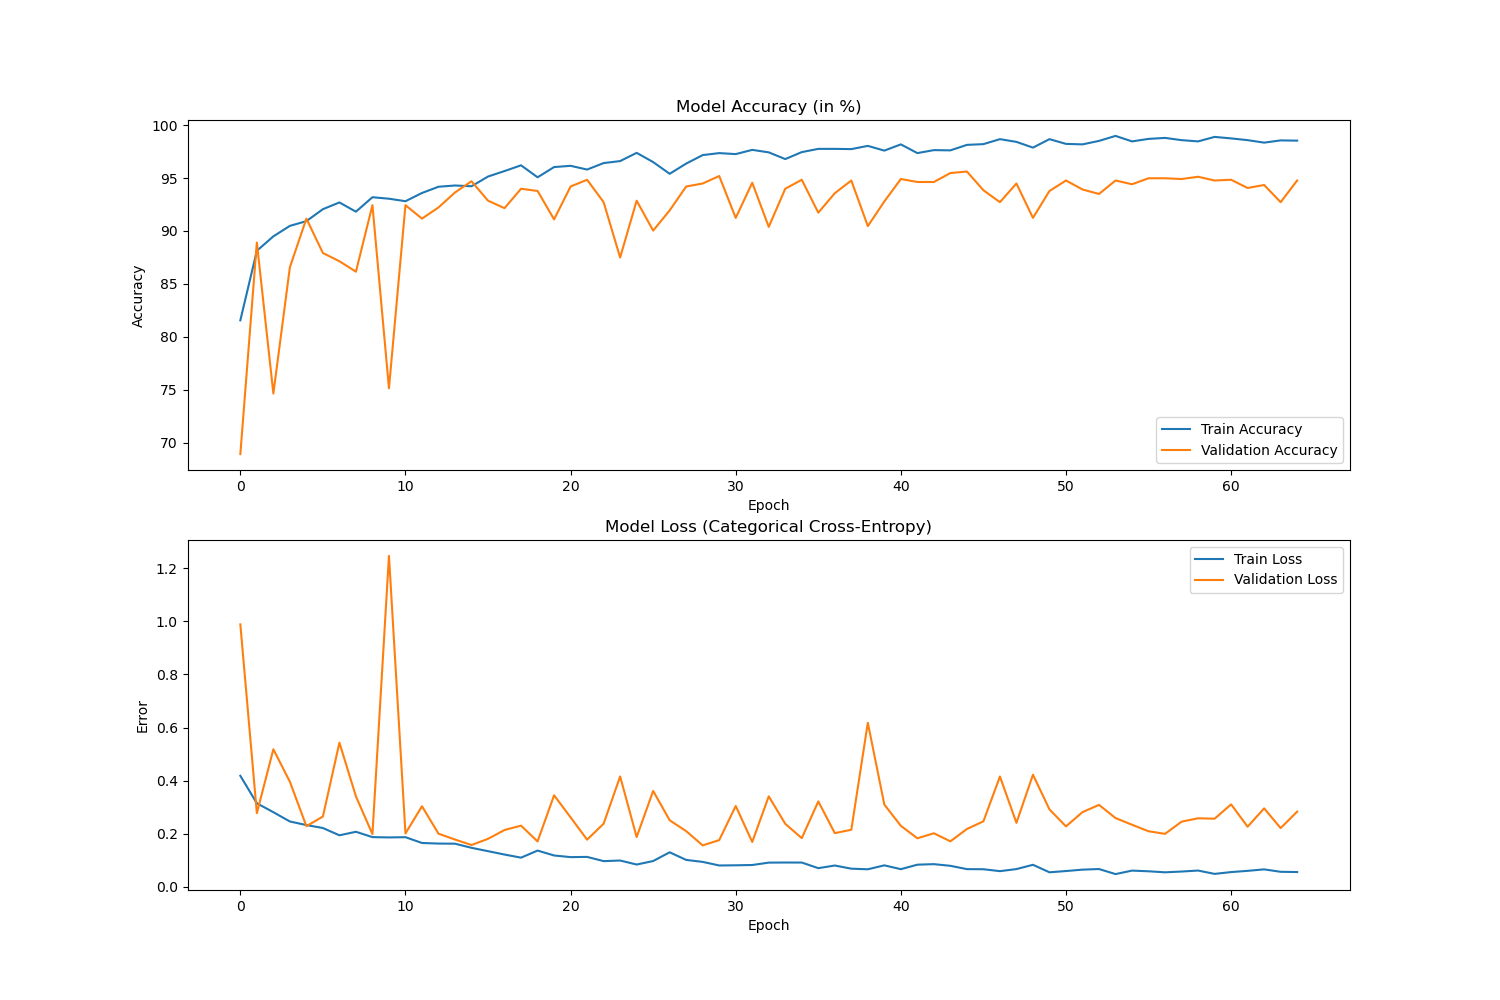 Model Accuracy (in %)
100
95
90
85
80
75
70
Accuracy
Train Accuracy
Validation Accuracy
0 10 20 30 40 50 60
Epoch
Model Loss (Categorical Cross-Entropy)
1.2
1.0
0.8
0.6
0.4
0.2
0.0
Error
Train Loss
Validation Loss
0 10 20 30 40 50 60
Epoch